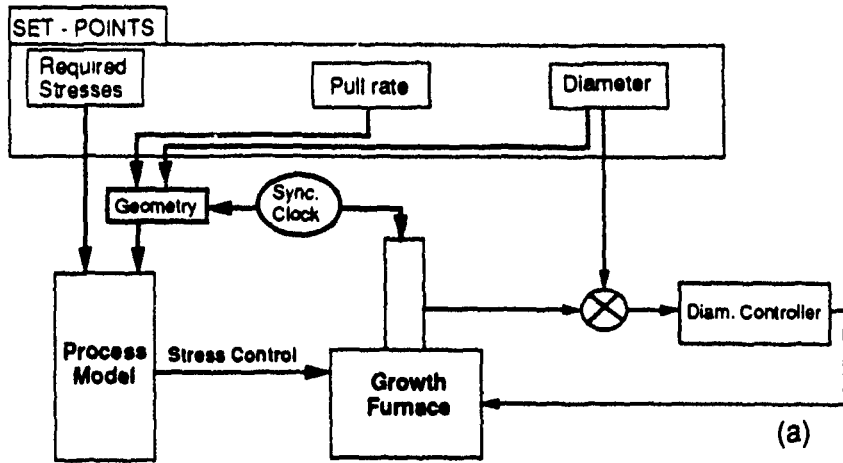 SET - POINTS
Required
Stresses
Pull rate
Diameter
Geometry
Sync.
Clock
Process
Model
Stress Control
Growth
Furnace
Diam. Controller
(a)